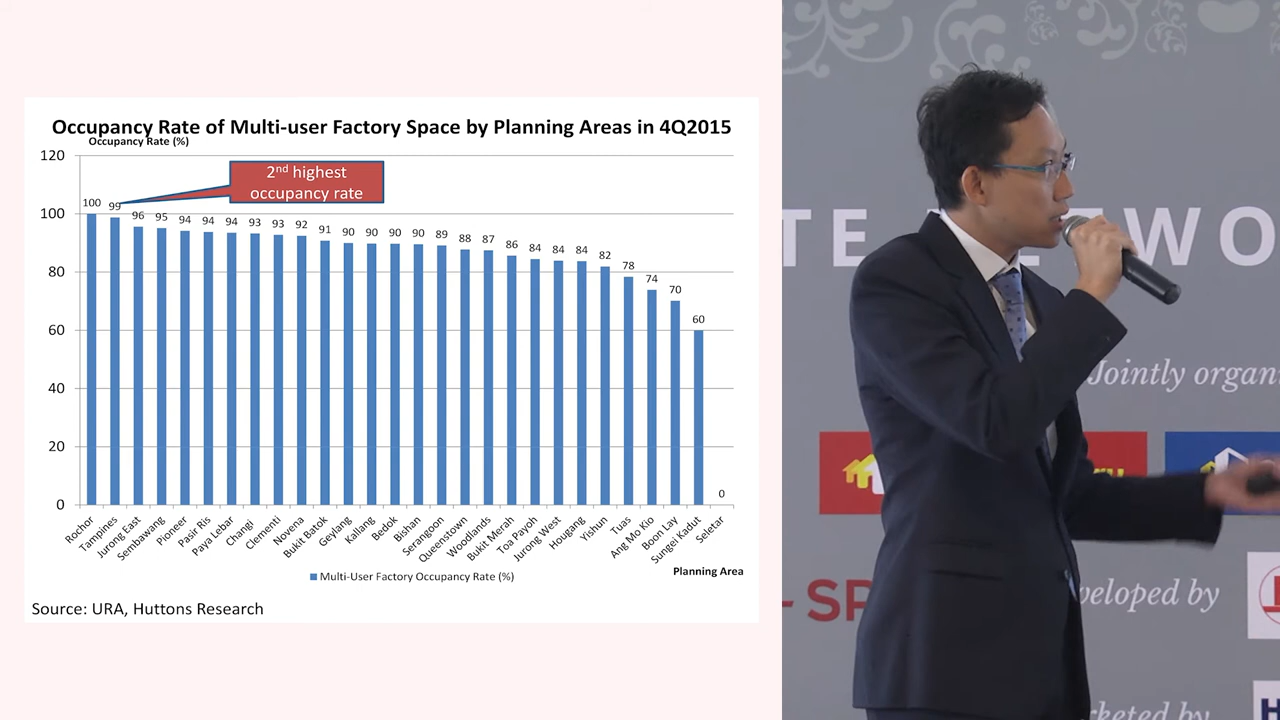 Occupancy Rate of Multi-user Factory Space by Planning Areas in 4Q2015
Occupancy Rate (%)
120
100
80
60
40
20
0
2nd highest
occupancy rate
100 99 96 95 94 94 94 93 93 92 91 90 90 90 90 89 88 87 86 84 84 84 82 78 74 70 60 0
Rochor
Tampines
Jurong East
Sembawang
Pioneer
Pasir Ris
Paya Lebar
Changi
Clementi
Novena
Bukit Batok
Geylang
Kallang
Bedok
Bishan
Serangoon
Queenstown
Woodlands
Bukit Merah
Toa Payoh
Jurong West
Hougang
Yishun
Tuas
Ang Mo Kio
Boon Lay
Sungei Kadut
Seletar
Planning Area
Multi-User Factory Occupancy Rate (%)
Source: URA, Huttons Research
TE WO
Jointly organ
SP
veloped by
keted by
H